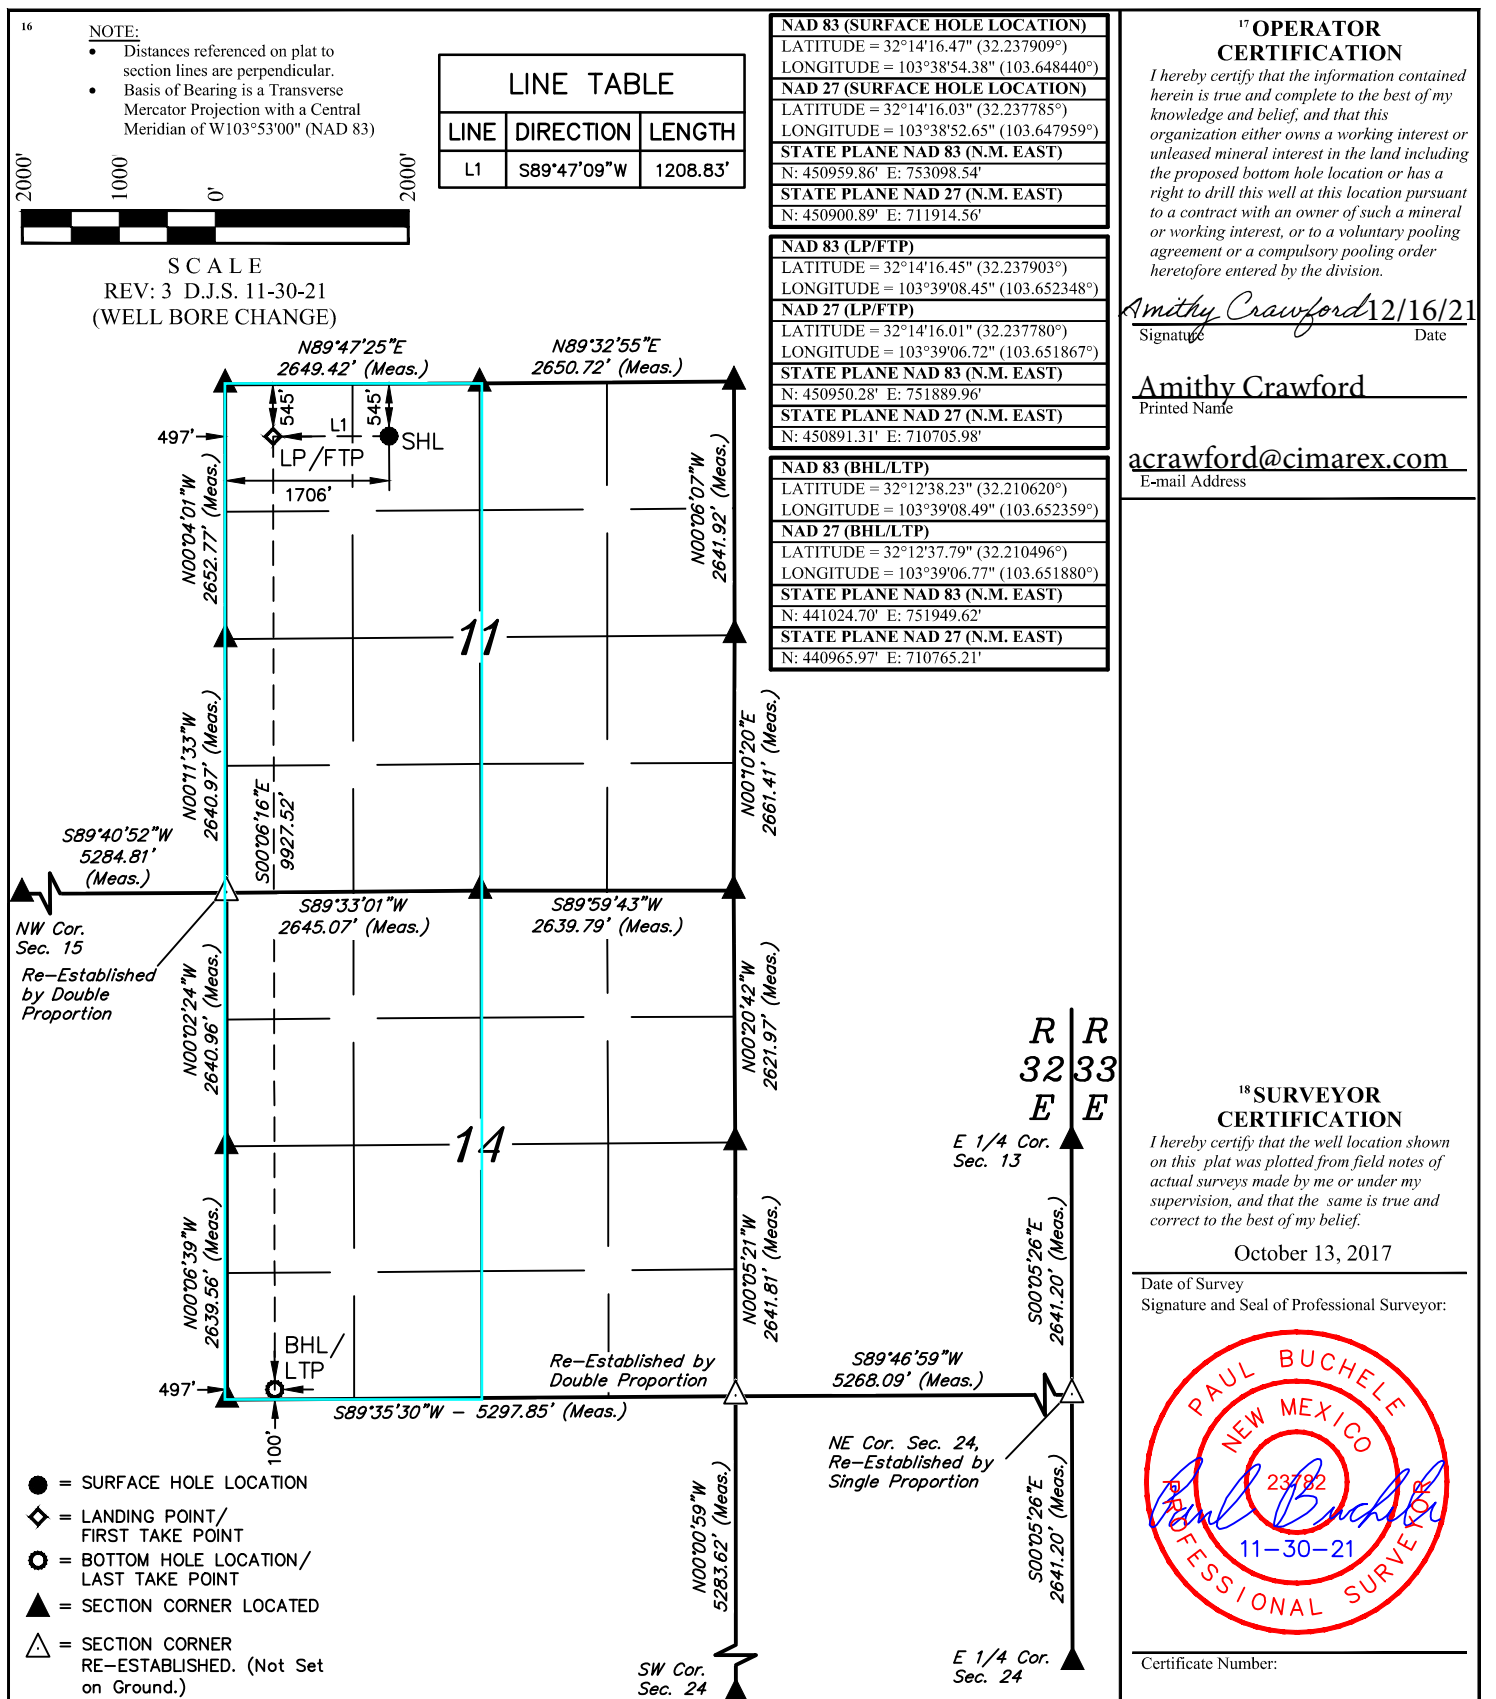 16
NOTE:
• Distances referenced on plat to
section lines are perpendicular.
• Basis of Bearing is a Transverse
Mercator Projection with a Central
Meridian of W103°53'00" (NAD 83)
2000'
1000'
0'
2000'
SCALE
REV: 3 D.J.S. 11-30-21
(WELL BORE CHANGE)
LINE TABLE
LINE DIRECTION LENGTH
L1 S89°47'09"W 1208.83'
NAD 83 (SURFACE HOLE LOCATION)
LATITUDE = 32°14'16.47" (32.237909°)
LONGITUDE = 103°38'54.38" (103.648440°)
NAD 27 (SURFACE HOLE LOCATION)
LATITUDE = 32°14'16.03" (32.237785°)
LONGITUDE = 103°38'52.65" (103.647959°)
STATE PLANE NAD 83 (N.M. EAST)
N: 450959.86' E: 753098.54'
STATE PLANE NAD 27 (N.M. EAST)
N: 450900.89' E: 711914.56'
NAD 83 (LP/FTP)
LATITUDE = 32°14'16.45" (32.237903°)
LONGITUDE = 103°39'08.45" (103.652348°)
NAD 27 (LP/FTP)
LATITUDE = 32°14'16.01" (32.237780°)
LONGITUDE = 103°39'06.72" (103.651867°)
STATE PLANE NAD 83 (N.M. EAST)
N: 450950.28' E: 751889.96'
STATE PLANE NAD 27 (N.M. EAST)
N: 450891.31' E: 710705.98'
NAD 83 (BHL/LTP)
LATITUDE = 32°12'38.23" (32.210620°)
LONGITUDE = 103°39'08.49" (103.652359°)
NAD 27 (BHL/LTP)
LATITUDE = 32°12'37.79" (32.210496°)
LONGITUDE = 103°39'06.77" (103.651880°)
STATE PLANE NAD 83 (N.M. EAST)
N: 441024.70' E: 751949.62'
STATE PLANE NAD 27 (N.M. EAST)
N: 440965.97' E: 710765.21'
N89°47'25"E
2649.42' (Meas.)
N89°32'55"E
2650.72' (Meas.)
545'
545'
497'
L1
SHL
LP/FTP
1706'
N00°04'01"W
2652.77' (Meas.)
N00°06'07"W
2641.92' (Meas.)
11
N00°11'33"W
2640.97' (Meas.)
S00°06'16"E
9927.52'
N00°10'20"E
2661.41' (Meas.)
S89°40'52"W
5284.81'
(Meas.)
S89°33'01"W
2645.07' (Meas.)
S89°59'43"W
2639.79' (Meas.)
NW Cor.
Sec. 15
Re-Established
by Double
Proportion
N00°02'24"W
2640.96' (Meas.)
N00°20'42"W
2621.97' (Meas.)
14
R
32
E
R
33
E
E 1/4 Cor.
Sec. 13
N00°06'39"W
2639.56' (Meas.)
N00°05'21"W
2641.81' (Meas.)
S00°05'26"E
2641.20' (Meas.)
BHL/
LTP
497'
Re-Established by
Double Proportion
S89°46'59"W
5268.09' (Meas.)
S89°35'30"W – 5297.85' (Meas.)
100'
NE Cor. Sec. 24,
Re-Established by
Single Proportion
N00°00'59"W
5283.62' (Meas.)
S00°05'26"E
2641.20' (Meas.)
SW Cor.
Sec. 24
E 1/4 Cor.
Sec. 24
= SURFACE HOLE LOCATION
= LANDING POINT/
FIRST TAKE POINT
= BOTTOM HOLE LOCATION/
LAST TAKE POINT
= SECTION CORNER LOCATED
= SECTION CORNER
RE-ESTABLISHED. (Not Set
on Ground.)
17 OPERATOR
CERTIFICATION
I hereby certify that the information contained
herein is true and complete to the best of my
knowledge and belief, and that this
organization either owns a working interest or
unleased mineral interest in the land including
the proposed bottom hole location or has a
right to drill this well at this location pursuant
to a contract with an owner of such a mineral
or working interest, or to a voluntary pooling
agreement or a compulsory pooling order
heretofore entered by the division.
Amithy Crawford 12/16/21
Signature Date
Amithy Crawford
Printed Name
acrawford@cimarex.com
E-mail Address
18 SURVEYOR
CERTIFICATION
I hereby certify that the well location shown
on this plat was plotted from field notes of
actual surveys made by me or under my
supervision, and that the same is true and
correct to the best of my belief.
October 13, 2017
Date of Survey
Signature and Seal of Professional Surveyor:
PAUL BUCHELE
NEW MEXICO
23782
Paul Buchele
11-30-21
PROFESSIONAL SURVEYOR
Certificate Number: